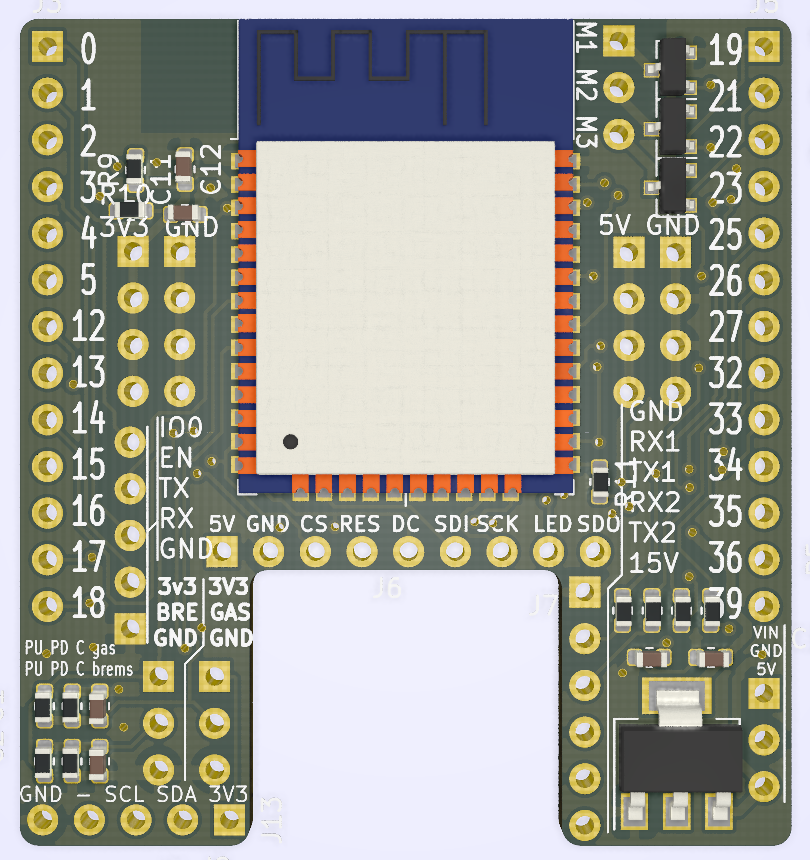 J5
J8
0
1
2
3
4
5
12
13
14
15
16
17
18
R9
C11
C12
3V3 GND
M1
M2
M3
19
21
22
23
25
26
27
32
33
34
35
36
39
5V GND
IO0
EN
TX
RX
GND
GND
RX1
TX1
RX2
TX2
15V
R11
5V GND CS RES DC SDI SCK LED SDO
J6
J7
3v3 3V3
BRE GAS
GND GND
PU PD C gas
PU PD C brems
VIN
GND
5V
GND - SCL SDA 3V3
J13